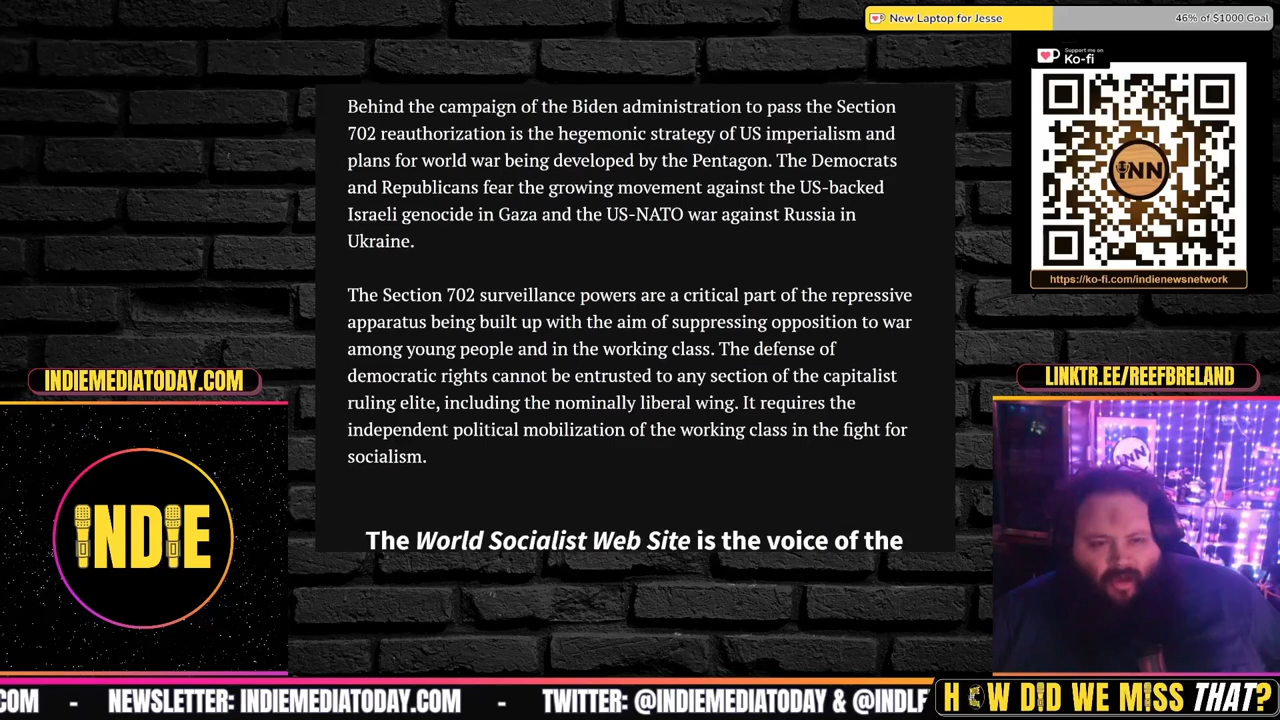 New Laptop for Jesse
46% of $1000 Goal
Support me on
Ko-fi
iNN
https://ko-fi.com/indienewsnetwork
Behind the campaign of the Biden administration to pass the Section
702 reauthorization is the hegemonic strategy of US imperialism and
plans for world war being developed by the Pentagon. The Democrats
and Republicans fear the growing movement against the US-backed
Israeli genocide in Gaza and the US-NATO war against Russia in
Ukraine.
The Section 702 surveillance powers are a critical part of the repressive
apparatus being built up with the aim of suppressing opposition to war
among young people and in the working class. The defense of
democratic rights cannot be entrusted to any section of the capitalist
ruling elite, including the nominally liberal wing. It requires the
independent political mobilization of the working class in the fight for
socialism.
The World Socialist Web Site is the voice of the
INDIEMEDIATODAY.COM
iNDiE
LINKTR.EE/REEFBRELAND
iNN
COM - NEWSLETTER: INDIEMEDIATODAY.COM - TWITTER: @INDIEMEDIATODAY & @INDLF
HOW DiD WE MiSS THAT?